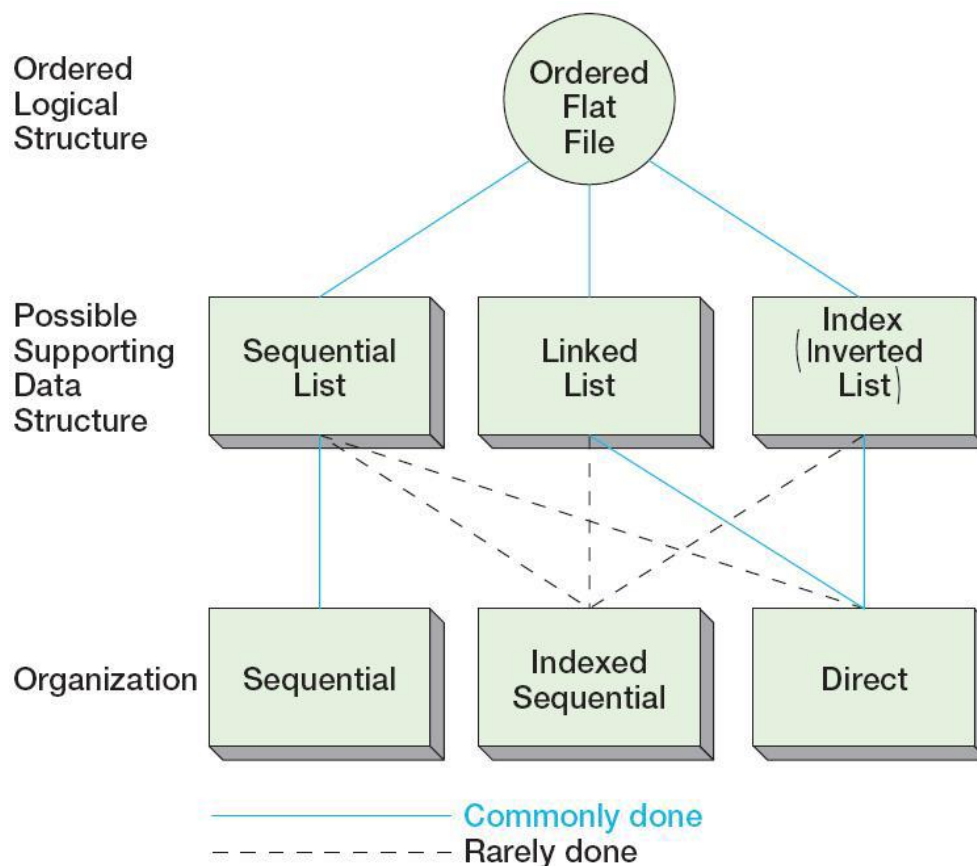 Ordered
Logical
Structure
Ordered
Flat
File
Possible
Supporting
Data
Structure
Sequential
List
Linked
List
Index
(Inverted
List)
Organization
Sequential
Indexed
Sequential
Direct
Commonly done
Rarely done